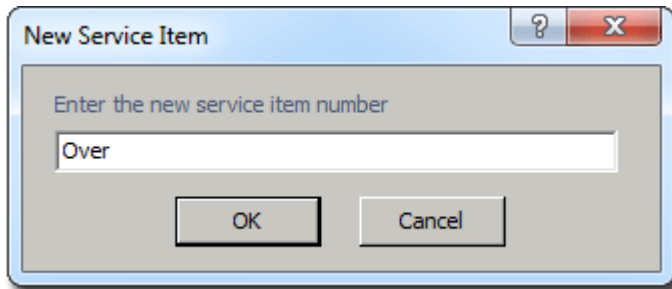 New Service Item
Enter the new service item number
Over
OK Cancel